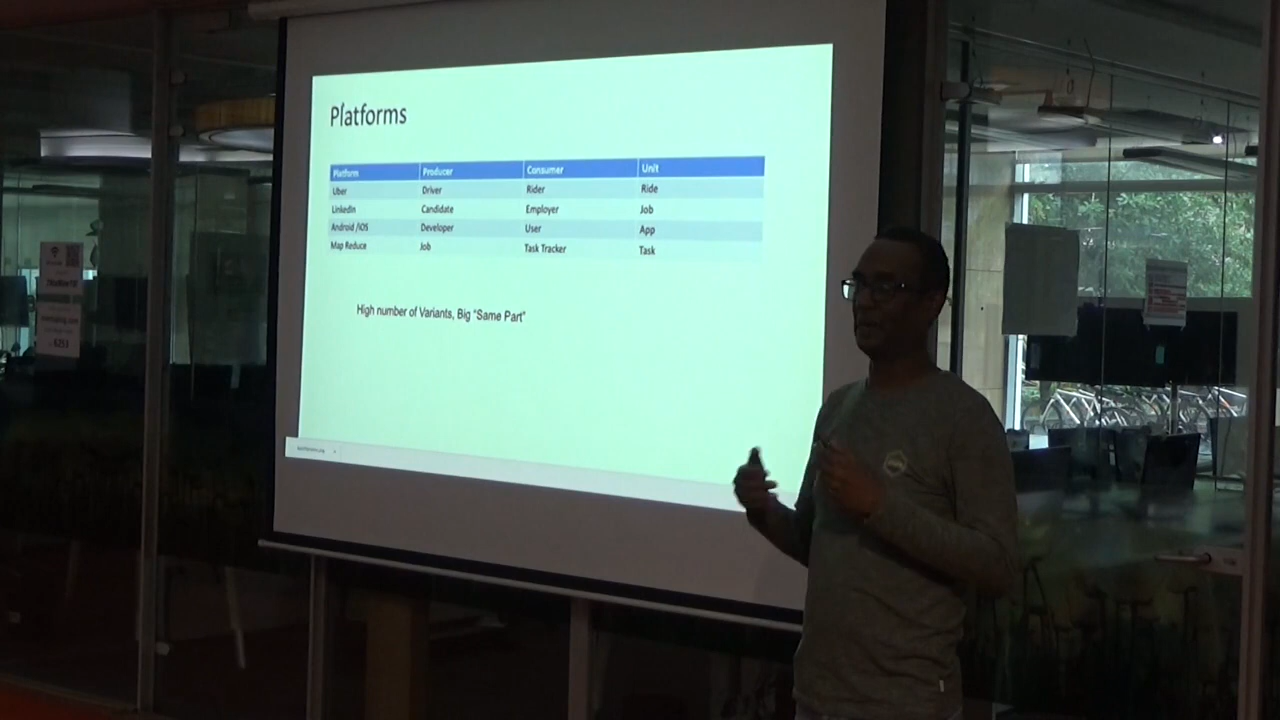 Platforms
Platform Producer Consumer Unit
Uber Driver Rider Ride
LinkedIn Candidate Employer Job
Android /iOS Developer User App
Map Reduce Job Task Tracker Task
High number of Variants, Big "Same Part"
6251